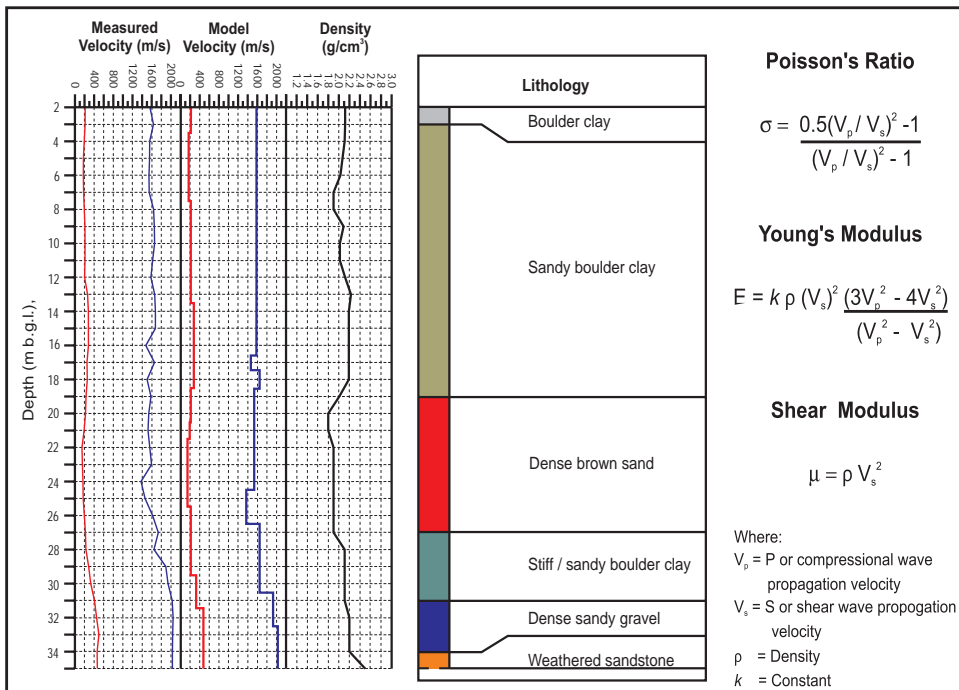 Measured Velocity (m/s)
Model Velocity (m/s)
Density (g/cm³)
0 400 1200 1600 2000
0 400 1200 1600 2000
1.2 1.4 1.6 1.8 2.0 2.2 2.4 2.6 2.8 3.0
Depth (m b.g.l.),
2
4
6
8
10
12
14
16
18
20
22
24
26
28
30
32
34
Lithology
Boulder clay
Sandy boulder clay
Dense brown sand
Stiff / sandy boulder clay
Dense sandy gravel
Weathered sandstone
Poisson's Ratio
σ = 0.5(Vp / Vs)² -1
(Vp / Vs)² - 1
Young's Modulus
E = k ρ (Vs)² (3Vp² - 4Vs²)
(Vp² - Vs²)
Shear Modulus
μ = ρ Vs²
Where:
Vp = P or compressional wave
propagation velocity
Vs = S or shear wave propogation
velocity
ρ = Density
k = Constant